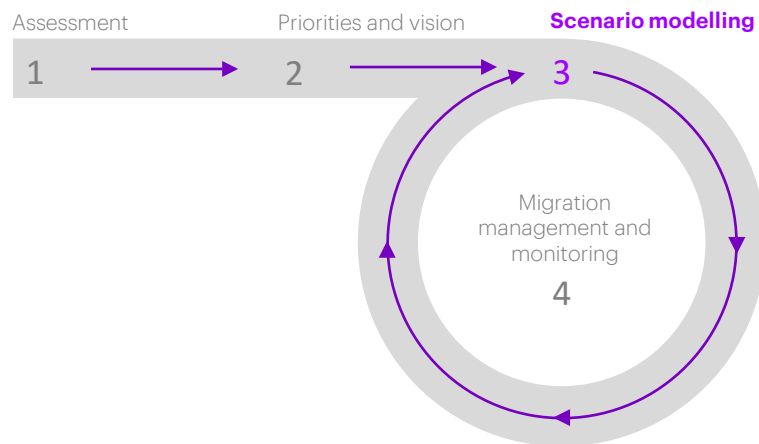 Assessment
Priorities and vision
Scenario modelling
1
2
3
Migration
management and
monitoring
4